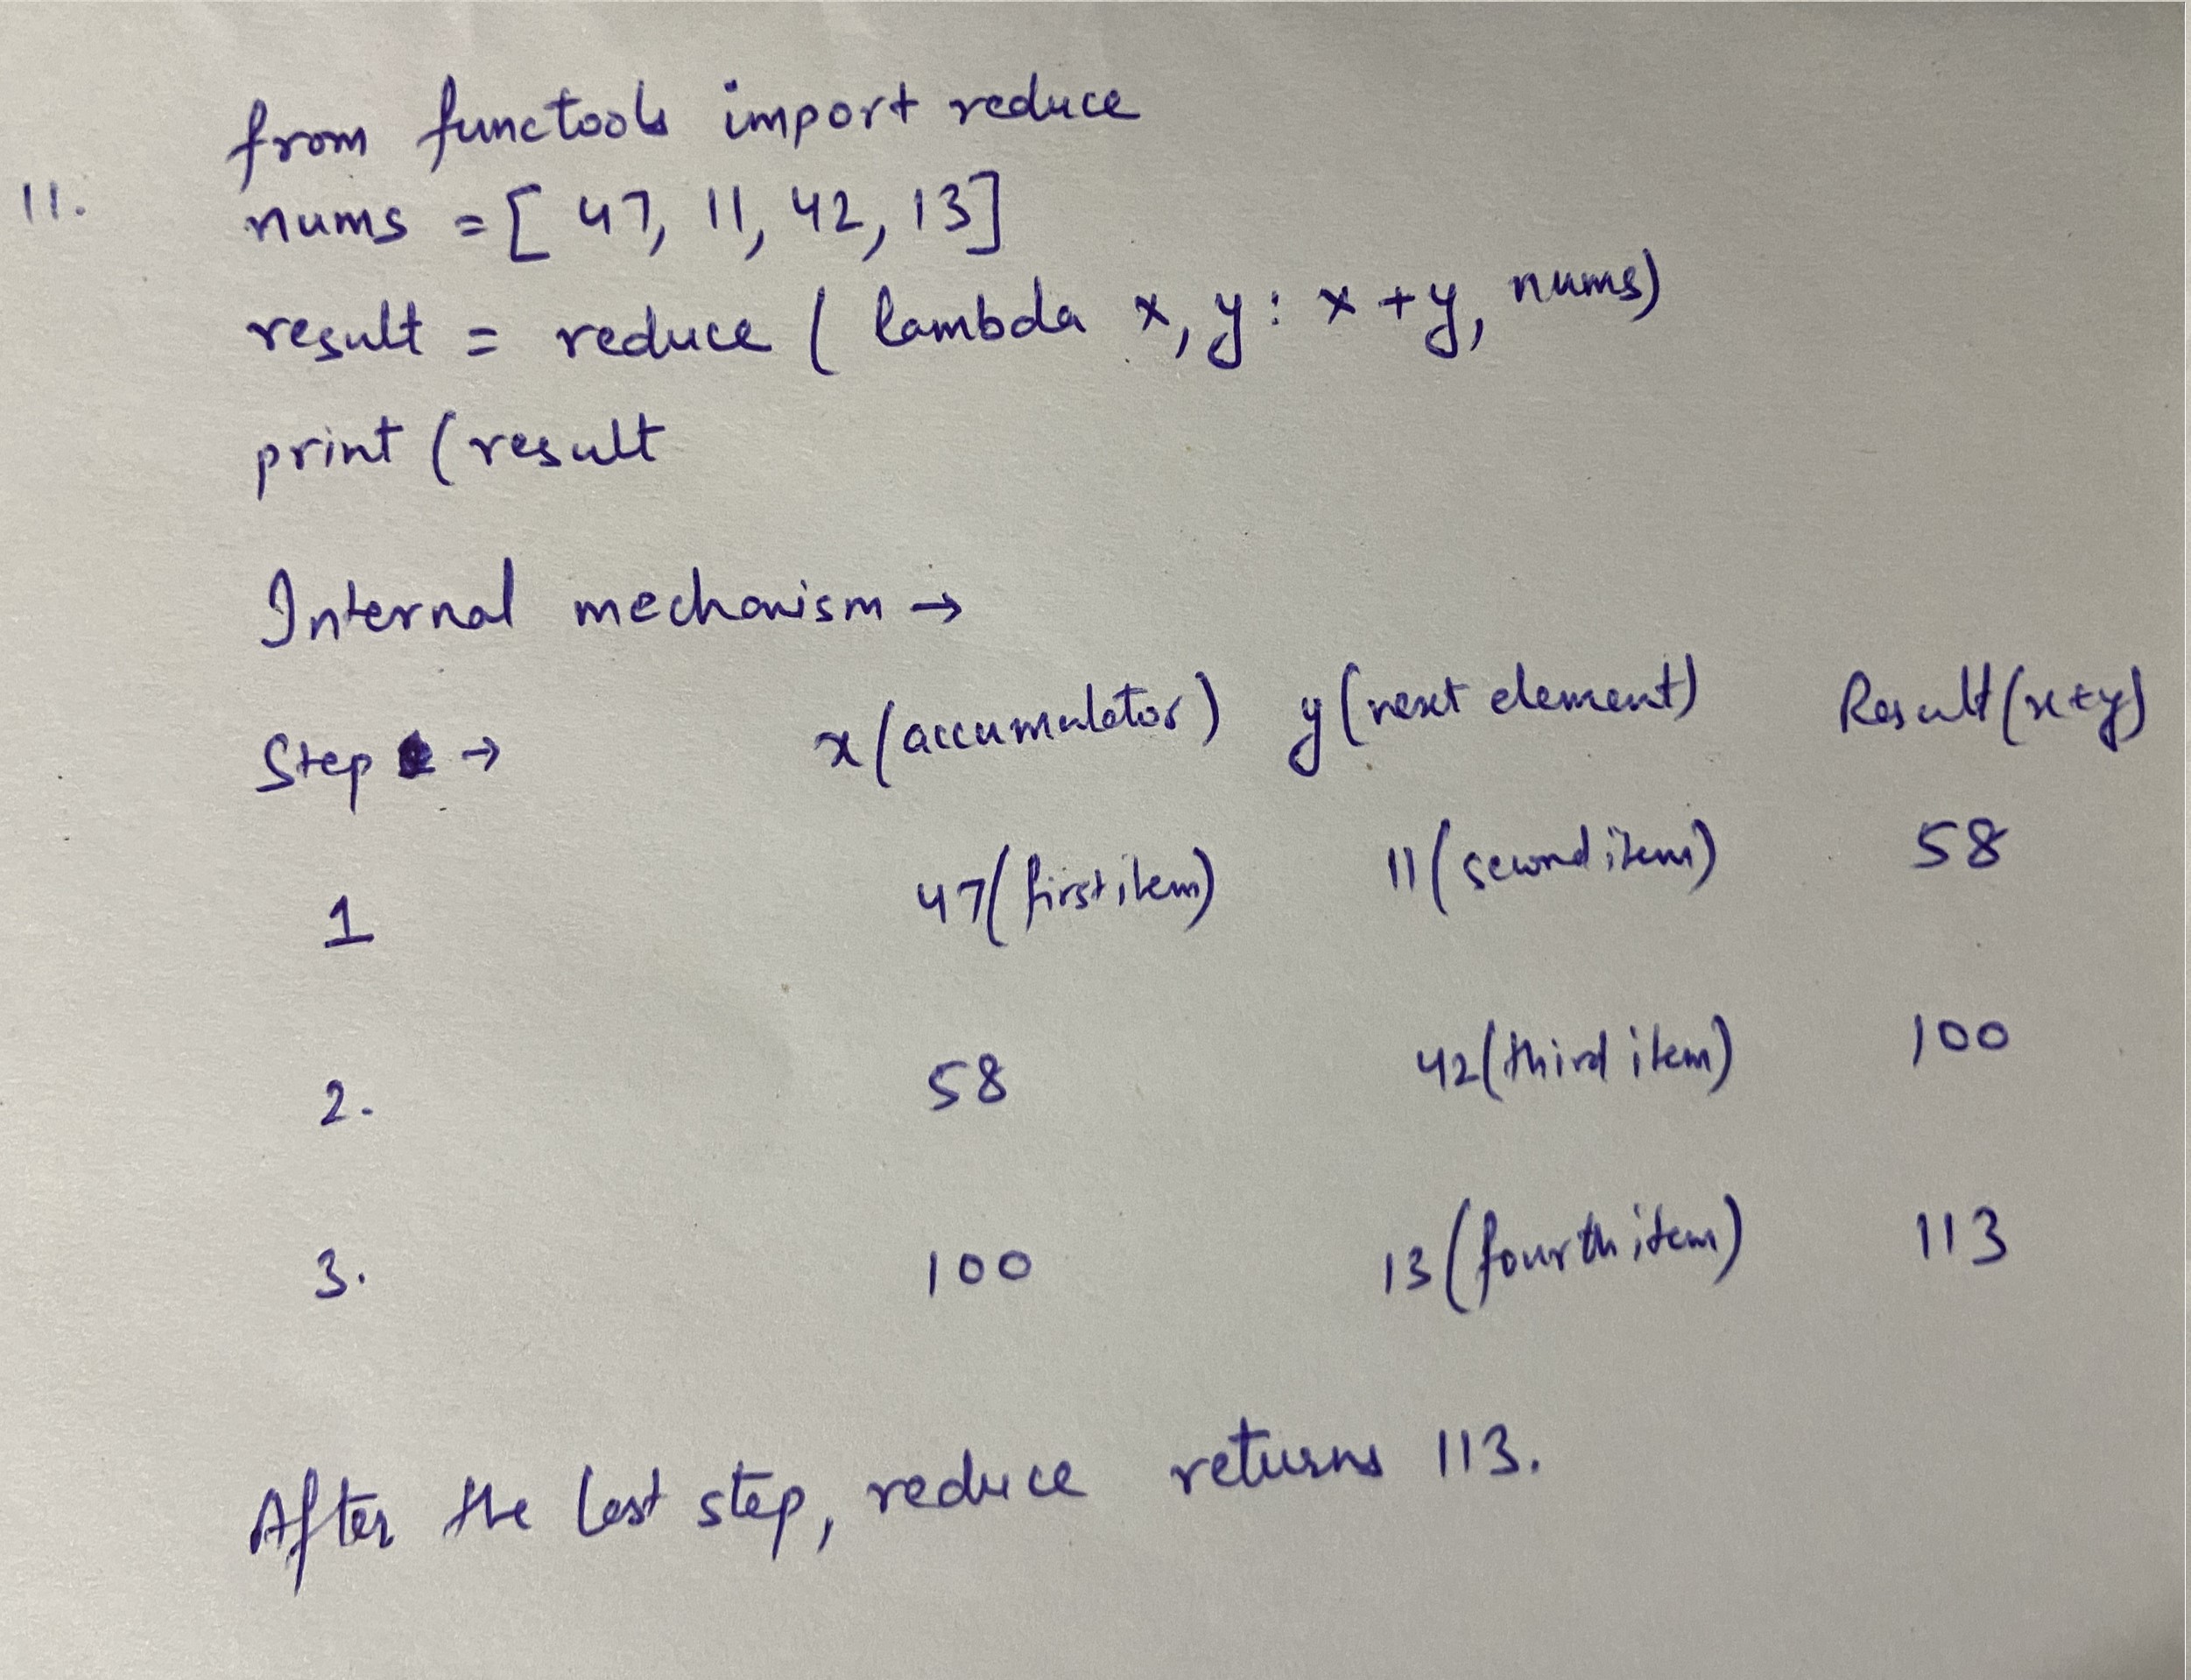 from functools import reduce
11. nums = [ 47, 11, 42, 13]
result = reduce ( lambda x, y : x + y, nums)
print (result
Internal mechanism →
Step → x (accumulator) y (next element) Result (x+y)
1 47 (first item) 11 (second item) 58
2. 58 42 (third item) 100
3. 100 13 (fourth item) 113
After the last step, reduce returns 113.